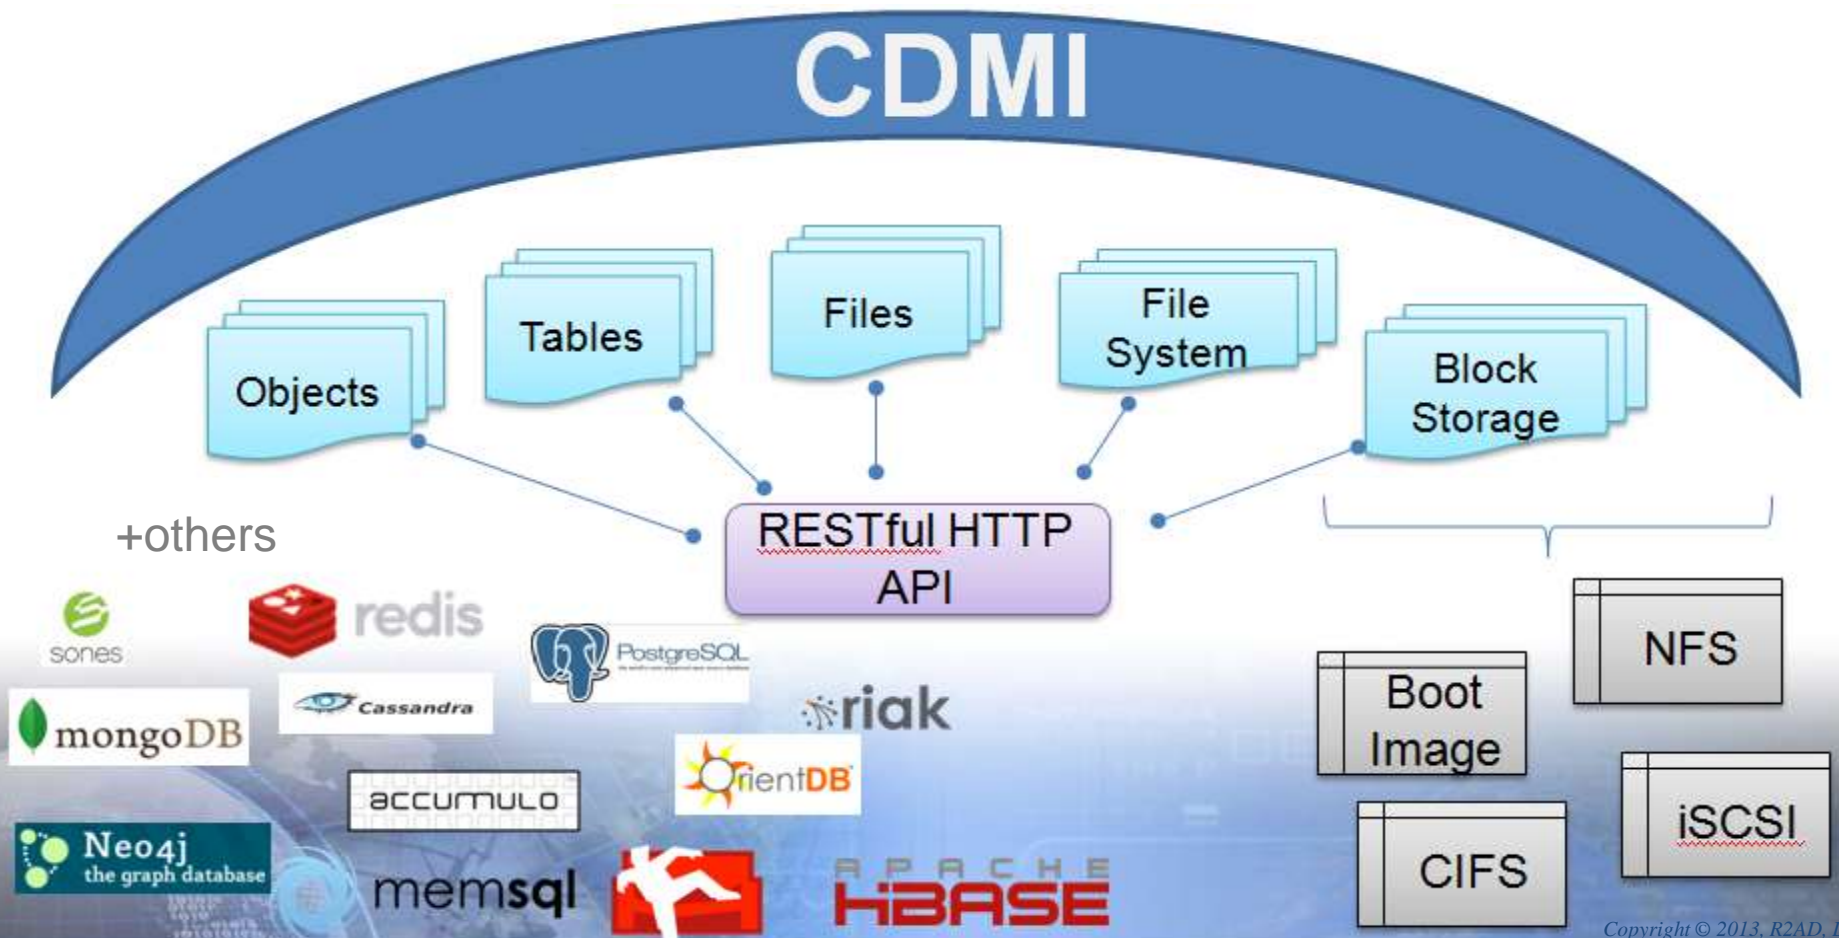 CDMI
Objects
Tables
Files
File
System
Block
Storage
RESTful HTTP
API
+others
sones
redis
PostgreSQL
mongoDB
Cassandra
riak
accumulo
OrientDB
Neo4j
the graph database
memsql
APACHE
HBASE
NFS
Boot
Image
iSCSI
CIFS
Copyright © 2013, R2AD,